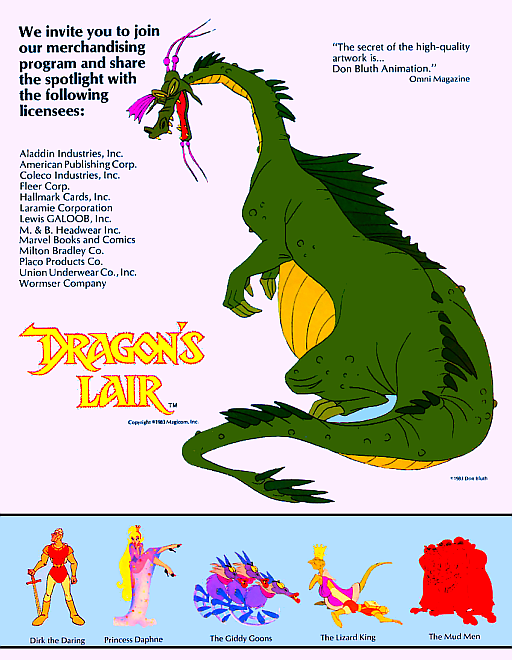 We invite you to join
our merchandising
program and share
the spotlight with
the following
licensees:
"The secret of the high-quality
artwork is...
Don Bluth Animation."
Omni Magazine
Aladdin Industries, Inc.
American Publishing Corp.
Coleco Industries, Inc.
Fleer Corp.
Hallmark Cards, Inc.
Laramie Corporation
Lewis GALOOB, Inc.
M. & B. Headwear Inc.
Marvel Books and Comics
Milton Bradley Co.
Placo Products Co.
Union Underwear Co., Inc.
Wormser Company
DRAGON'S
LAIR TM
Copyright ©1983 Magicom, Inc.
©1983 Don Bluth
Dirk the Daring
Princess Daphne
The Giddy Goons
The Lizard King
The Mud Men